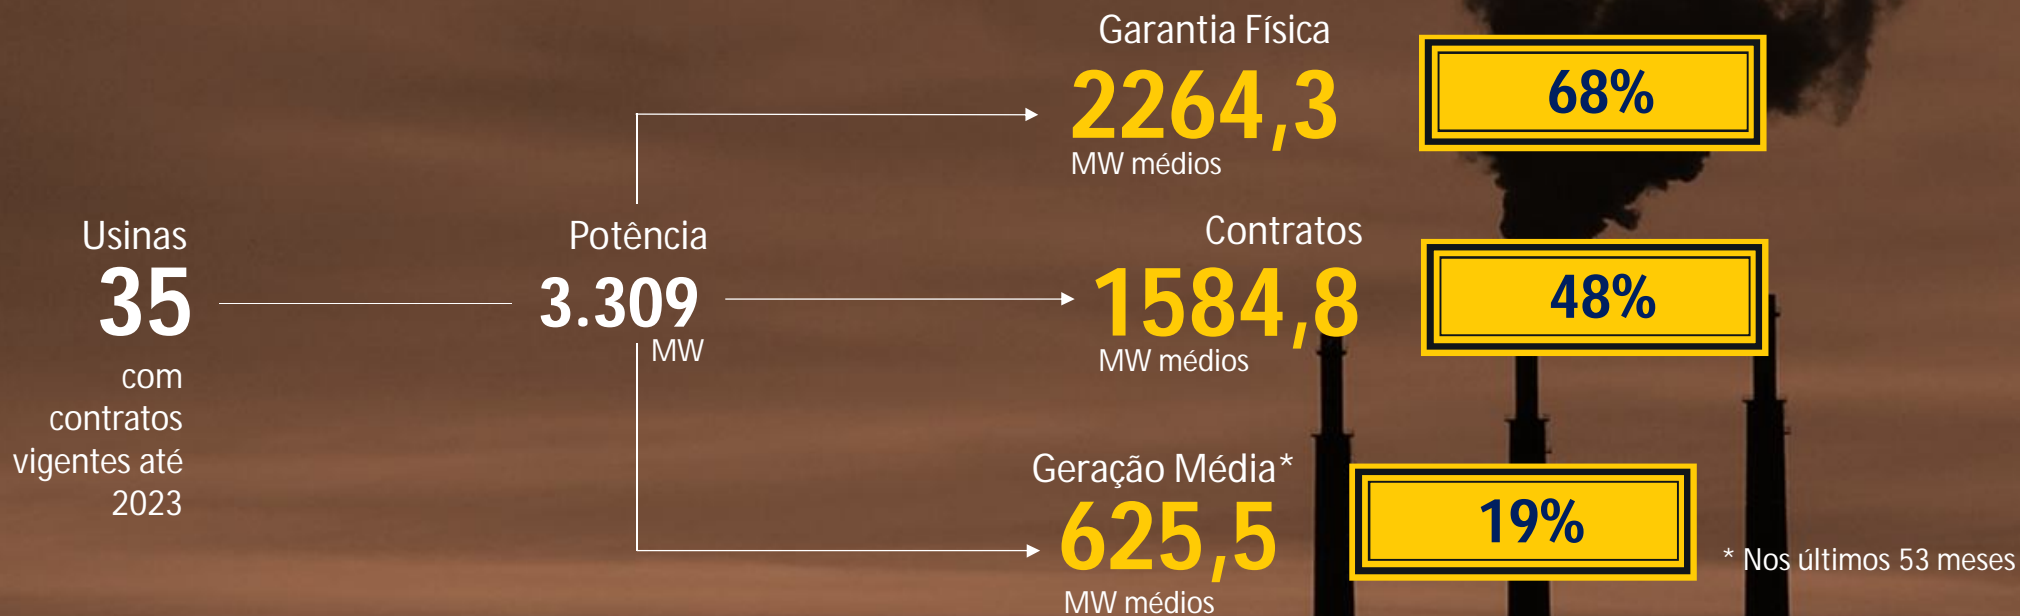 Usinas
35
com
contratos
vigentes até
2023
Potência
3.309
MW
Garantia Física
2264,3
MW médios
68%
Contratos
1584,8
MW médios
48%
Geração Média*
625,5
MW médios
19%
* Nos últimos 53 meses